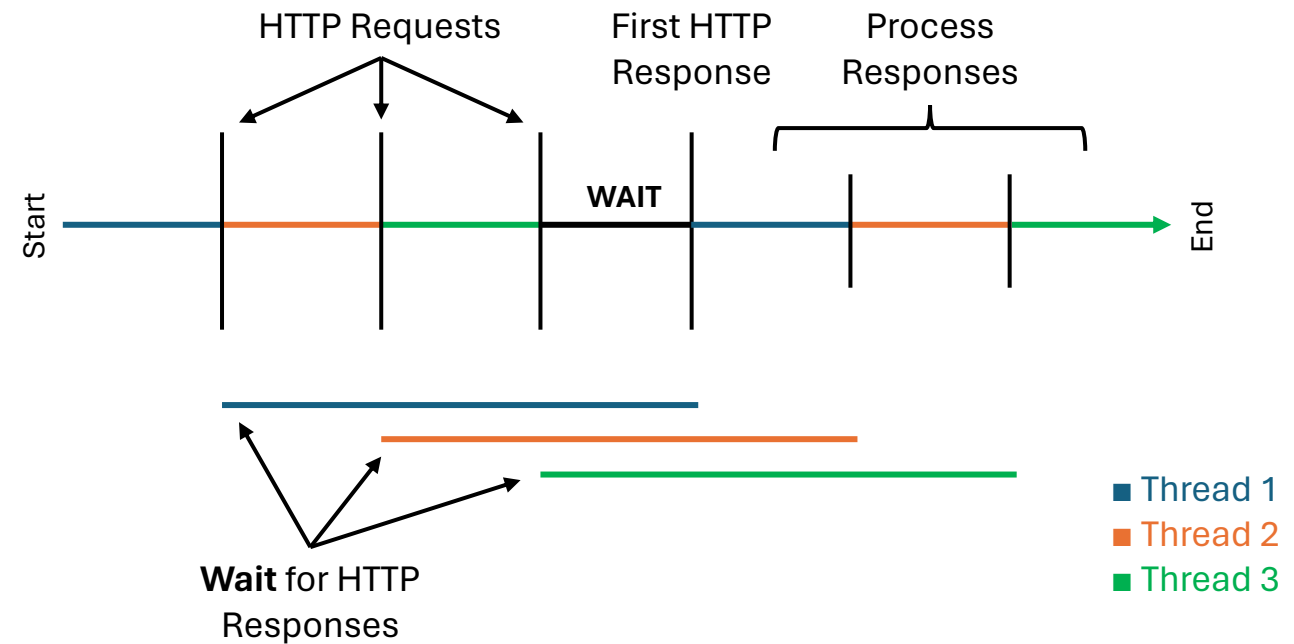 HTTP Requests
First HTTP
Response
Process
Responses
Start
WAIT
End
Wait for HTTP
Responses
Thread 1
Thread 2
Thread 3